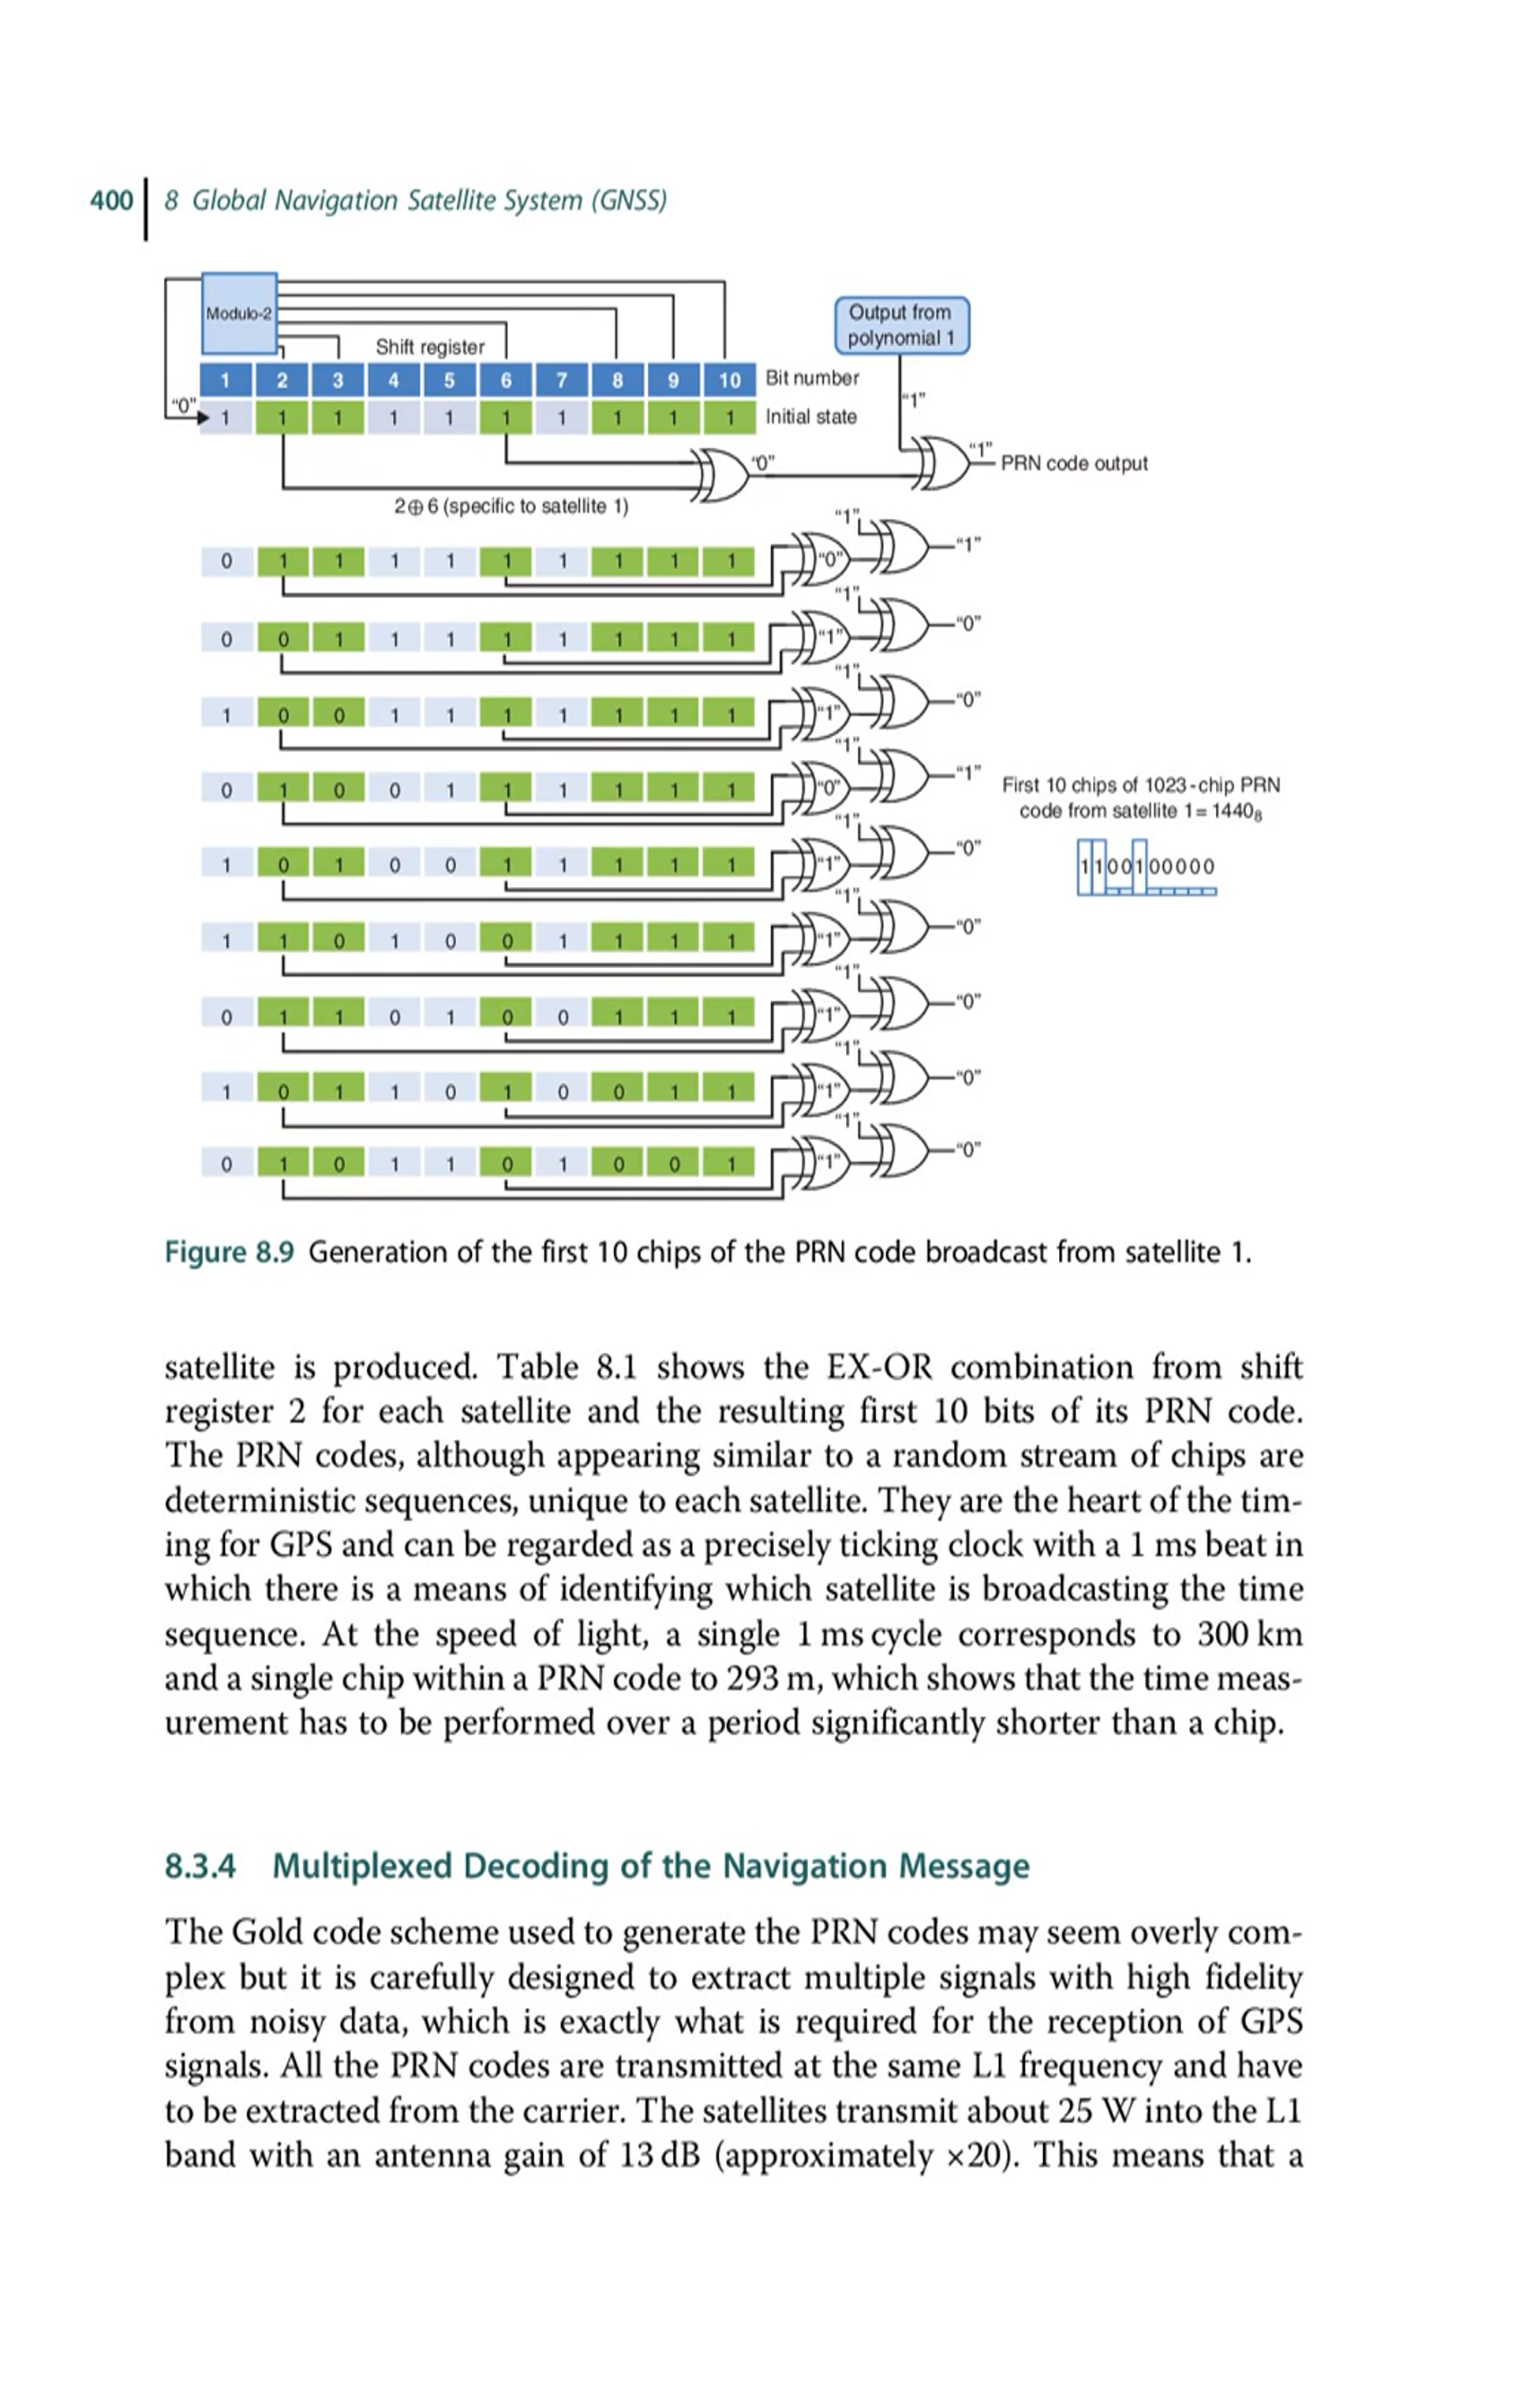 400 8 Global Navigation Satellite System (GNSS)
Modulo-2
Output from
polynomial 1
Shift register
1 2 3 4 5 6 7 8 9 10 Bit number
"0" 1 1 1 1 1 1 1 1 1 1 Initial state
"1"
"0" "1" PRN code output
2⊕6 (specific to satellite 1)
"1"
0 1 1 1 1 1 1 1 1 1 "0" "1"
"1"
0 0 1 1 1 1 1 1 1 1 "1" "0"
"1"
1 0 0 1 1 1 1 1 1 1 "1" "0"
"1"
0 1 0 0 1 1 1 1 1 1 "0" "1"
First 10 chips of 1023-chip PRN
code from satellite 1= 1440₈
"1"
1 0 1 0 0 1 1 1 1 1 "1" "0"
1100100000
"1"
1 1 0 1 0 0 1 1 1 1 "1" "0"
"1"
0 1 1 0 1 0 0 1 1 1 "1" "0"
"1"
1 0 1 1 0 1 0 0 1 1 "1" "0"
"1"
0 1 0 1 1 0 1 0 0 1 "1" "0"
Figure 8.9 Generation of the first 10 chips of the PRN code broadcast from satellite 1.
satellite is produced. Table 8.1 shows the EX-OR combination from shift
register 2 for each satellite and the resulting first 10 bits of its PRN code.
The PRN codes, although appearing similar to a random stream of chips are
deterministic sequences, unique to each satellite. They are the heart of the tim-
ing for GPS and can be regarded as a precisely ticking clock with a 1 ms beat in
which there is a means of identifying which satellite is broadcasting the time
sequence. At the speed of light, a single 1 ms cycle corresponds to 300 km
and a single chip within a PRN code to 293 m, which shows that the time meas-
urement has to be performed over a period significantly shorter than a chip.
8.3.4 Multiplexed Decoding of the Navigation Message
The Gold code scheme used to generate the PRN codes may seem overly com-
plex but it is carefully designed to extract multiple signals with high fidelity
from noisy data, which is exactly what is required for the reception of GPS
signals. All the PRN codes are transmitted at the same L1 frequency and have
to be extracted from the carrier. The satellites transmit about 25 W into the L1
band with an antenna gain of 13 dB (approximately ×20). This means that a